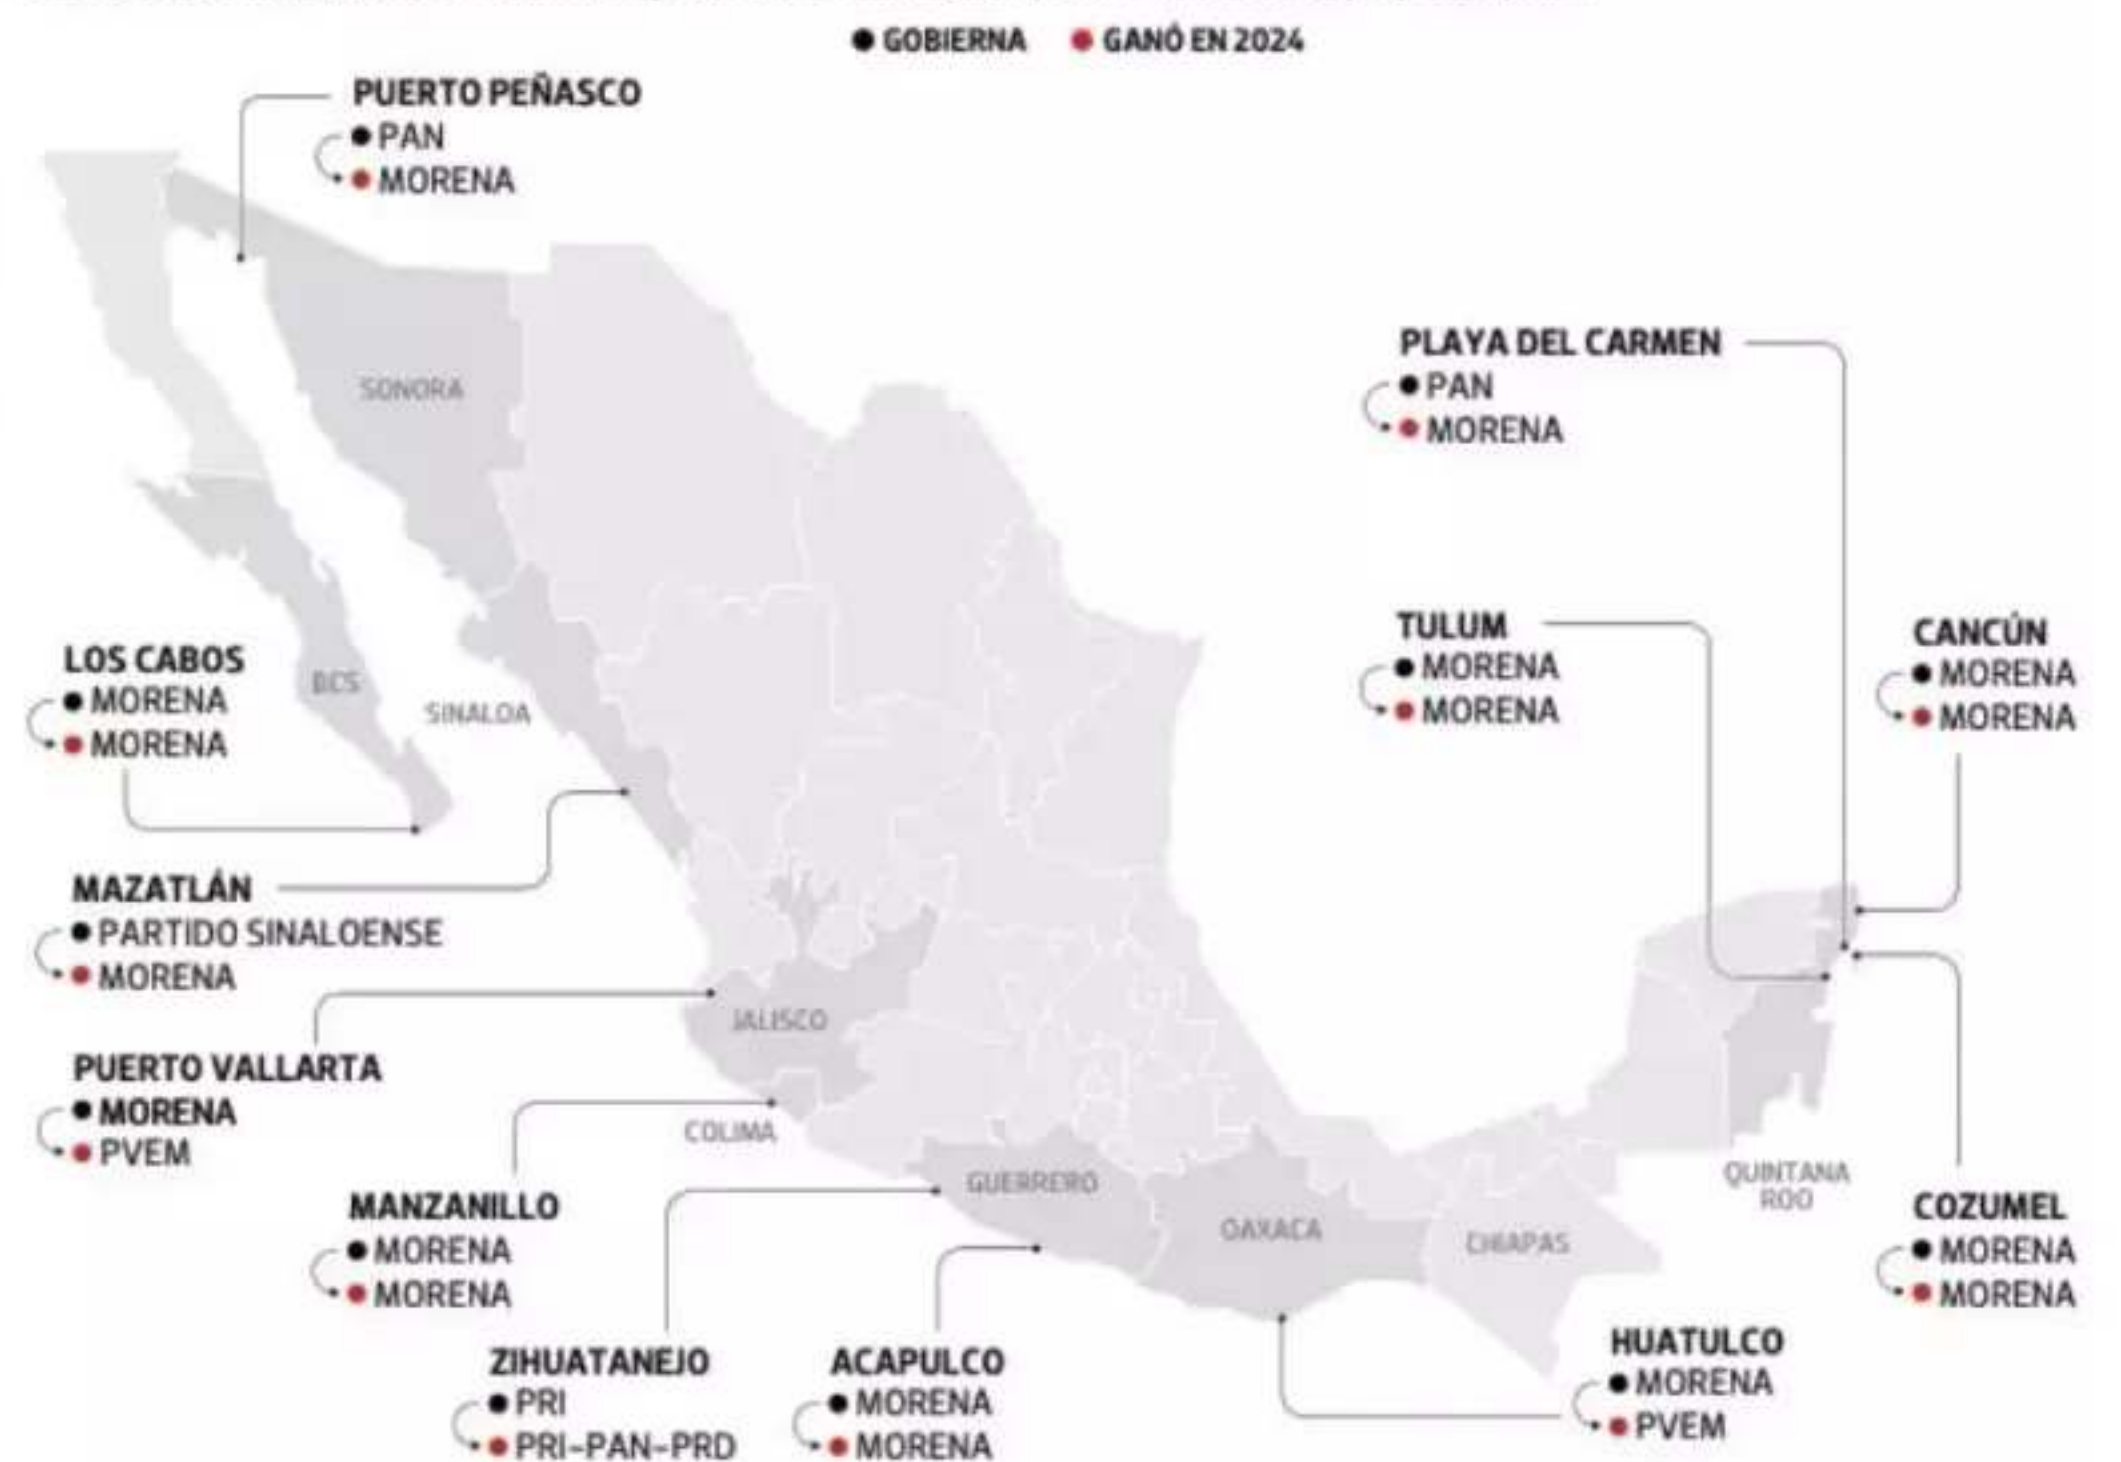 GOBIERNA
GANÓ EN 2024
PUERTO PEÑASCO
PAN
MORENA
SONORA
PLAYA DEL CARMEN
PAN
MORENA
TULUM
MORENA
MORENA
CANCÚN
MORENA
MORENA
LOS CABOS
MORENA
MORENA
BCS
SINALOA
MAZATLÁN
PARTIDO SINALOENSE
MORENA
JALISCO
PUERTO VALLARTA
MORENA
PVEM
COLIMA
MANZANILLO
MORENA
MORENA
GUERRERO
OAXACA
CHIAPAS
QUINTANA
ROO
COZUMEL
MORENA
MORENA
ZIHUATANEJO
PRI
PRI-PAN-PRD
ACAPULCO
MORENA
MORENA
HUATULCO
MORENA
PVEM